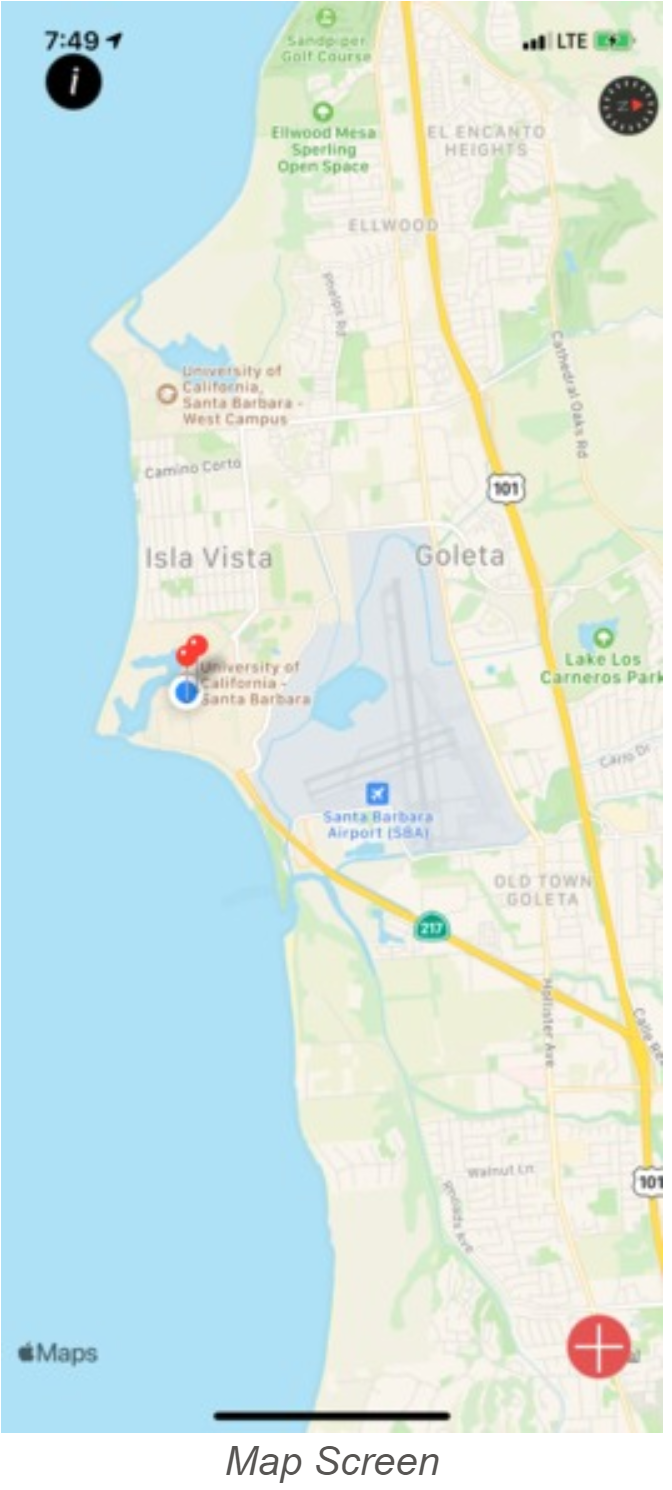 7:49
LTE
i
Sandpiper
Golf Course
N
Ellwood Mesa
Sperling
Open Space
EL ENCANTO
HEIGHTS
ELLWOOD
Phelps Rd
Cathedral Oaks Rd
University of
California,
Santa Barbara -
West Campus
Camino Corto
101
Isla Vista
Goleta
Lake Los
Carneros Park
University of
California -
Santa Barbara
Cairo Dr
Santa Barbara
Airport (SBA)
OLD TOWN
GOLETA
217
Hollister Ave
Calle
Walnut Ln
101
Ave
Maps
Map Screen